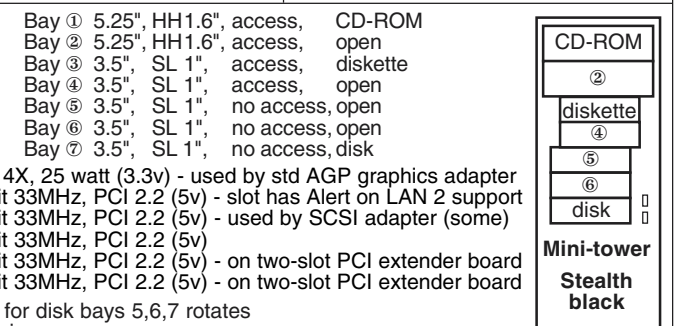 Bay ① 5.25", HH1.6", access, CD-ROM
Bay ② 5.25", HH1.6", access, open
Bay ③ 3.5", SL 1", access, diskette
Bay ④ 3.5", SL 1", access, open
Bay ⑤ 3.5", SL 1", no access, open
Bay ⑥ 3.5", SL 1", no access, open
Bay ⑦ 3.5", SL 1", no access, disk
4X, 25 watt (3.3v) - used by std AGP graphics adapter
it 33MHz, PCI 2.2 (5v) - slot has Alert on LAN 2 support
it 33MHz, PCI 2.2 (5v) - used by SCSI adapter (some)
it 33MHz, PCI 2.2 (5v)
it 33MHz, PCI 2.2 (5v) - on two-slot PCI extender board
it 33MHz, PCI 2.2 (5v) - on two-slot PCI extender board
for disk bays 5,6,7 rotates
CD-ROM
②
diskette
④
⑤
⑥
disk
Mini-tower
Stealth
black